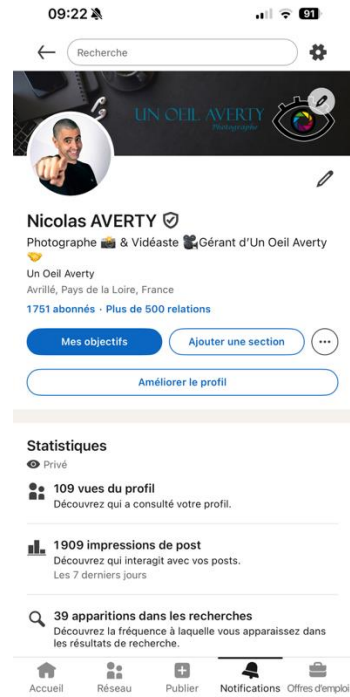 09:22
91
Recherche
UN OEIL AVERTY
Photographe
Nicolas AVERTY
Photographe 📸 & Vidéaste 🎥Gérant d'Un Oeil Averty
🤝
Un Oeil Averty
Avrillé, Pays de la Loire, France
1751 abonnés · Plus de 500 relations
Mes objectifs
Ajouter une section
Améliorer le profil
Statistiques
Privé
109 vues du profil
Découvrez qui a consulté votre profil.
1909 impressions de post
Découvrez qui interagit avec vos posts.
Les 7 derniers jours
39 apparitions dans les recherches
Découvrez la fréquence à laquelle vous apparaissez dans
les résultats de recherche.
Accueil
Réseau
Publier
Notifications
Offres d'emploi